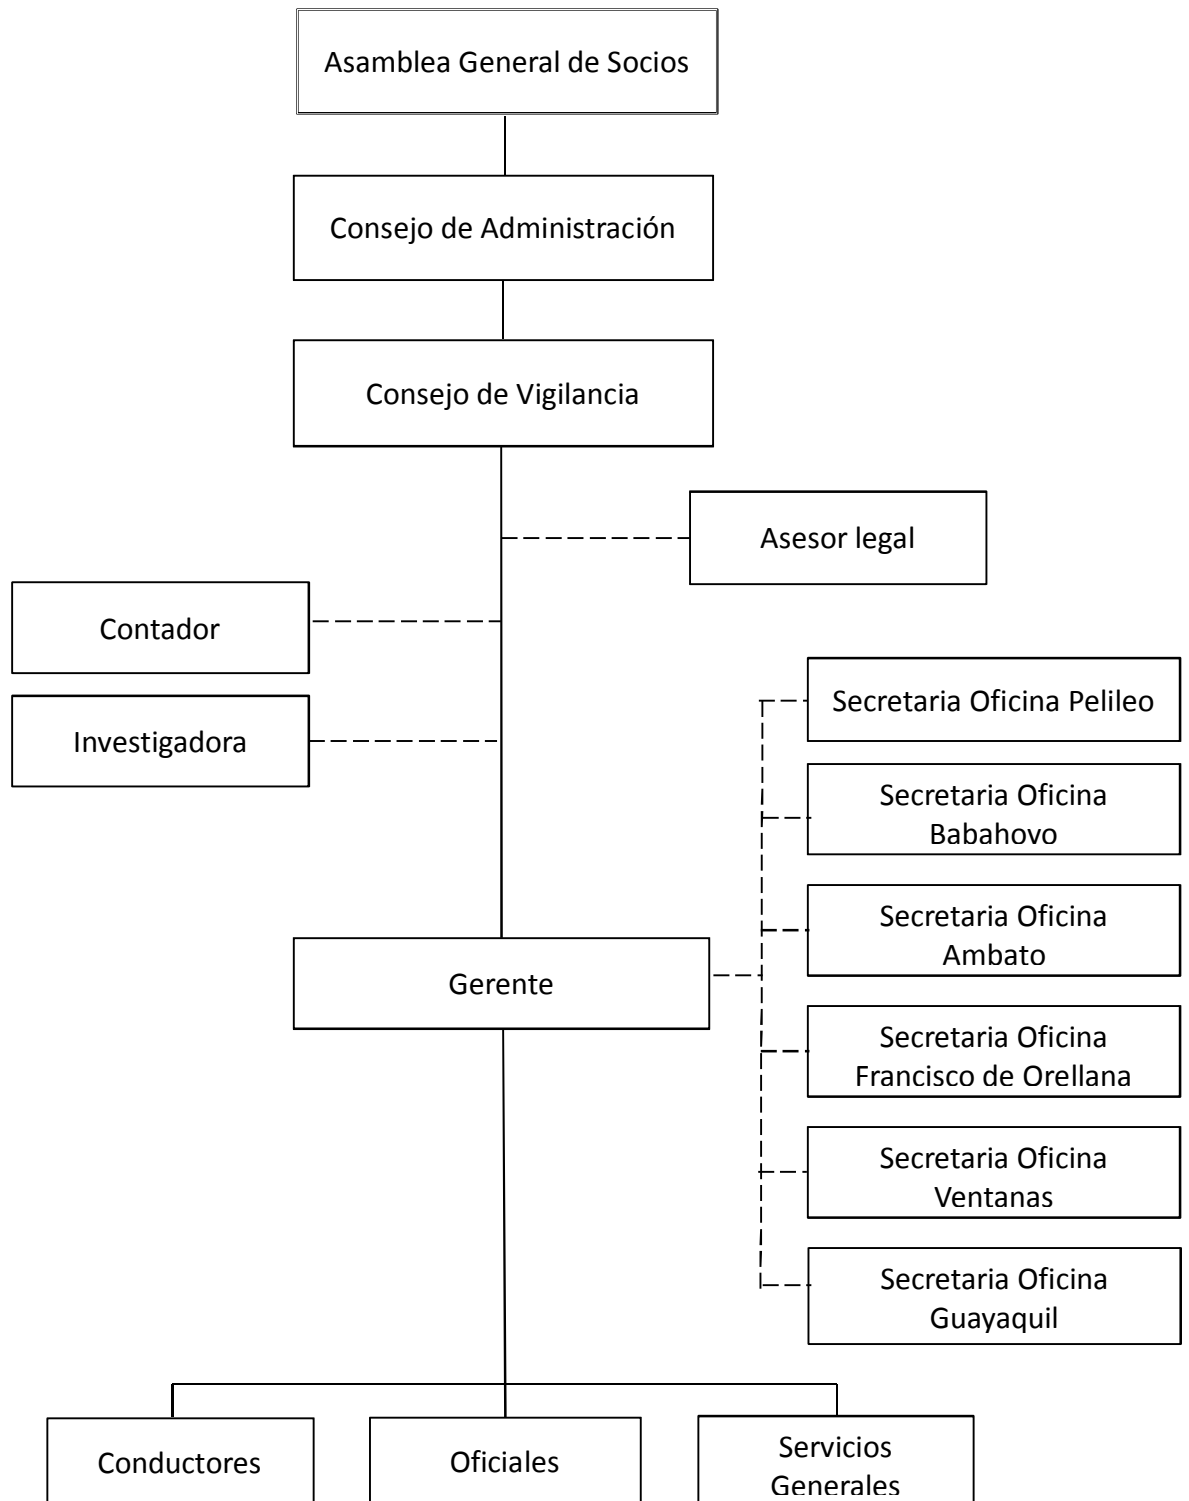 Asamblea General de Socios
Consejo de Administración
Consejo de Vigilancia
Asesor legal
Contador
Investigadora
Secretaria Oficina Pelileo
Secretaria Oficina
Babahoyo
Secretaria Oficina
Ambato
Gerente
Secretaria Oficina
Francisco de Orellana
Secretaria Oficina
Ventanas
Secretaria Oficina
Guayaquil
Conductores
Oficiales
Servicios
Generales